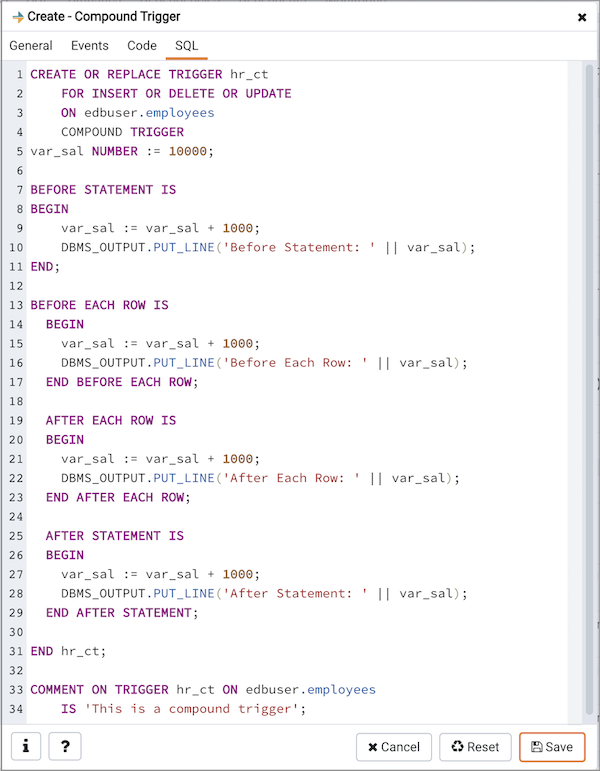 Create - Compound Trigger
General Events Code SQL
1 CREATE OR REPLACE TRIGGER hr_ct
2 FOR INSERT OR DELETE OR UPDATE
3 ON edbuser.employees
4 COMPOUND TRIGGER
5 var_sal NUMBER := 10000;
6
7 BEFORE STATEMENT IS
8 BEGIN
9 var_sal := var_sal + 1000;
10 DBMS_OUTPUT.PUT_LINE('Before Statement: ' || var_sal);
11 END;
12
13 BEFORE EACH ROW IS
14 BEGIN
15 var_sal := var_sal + 1000;
16 DBMS_OUTPUT.PUT_LINE('Before Each Row: ' || var_sal);
17 END BEFORE EACH ROW;
18
19 AFTER EACH ROW IS
20 BEGIN
21 var_sal := var_sal + 1000;
22 DBMS_OUTPUT.PUT_LINE('After Each Row: ' || var_sal);
23 END AFTER EACH ROW;
24
25 AFTER STATEMENT IS
26 BEGIN
27 var_sal := var_sal + 1000;
28 DBMS_OUTPUT.PUT_LINE('After Statement: ' || var_sal);
29 END AFTER STATEMENT;
30
31 END hr_ct;
32
33 COMMENT ON TRIGGER hr_ct ON edbuser.employees
34 IS 'This is a compound trigger';
i ? Cancel Reset Save